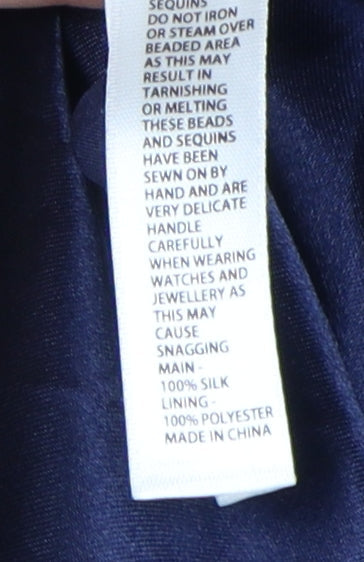 SEQUINS
DO NOT IRON
OR STEAM OVER
BEADED AREA
AS THIS MAY
RESULT IN
TARNISHING
OR MELTING
THESE BEADS
AND SEQUINS
HAVE BEEN
SEWN ON BY
HAND AND ARE
VERY DELICATE
HANDLE
CAREFULLY
WHEN WEARING
WATCHES AND
JEWELLERY AS
THIS MAY
CAUSE
SNAGGING
MAIN -
100% SILK
LINING -
100% POLYESTER
MADE IN CHINA